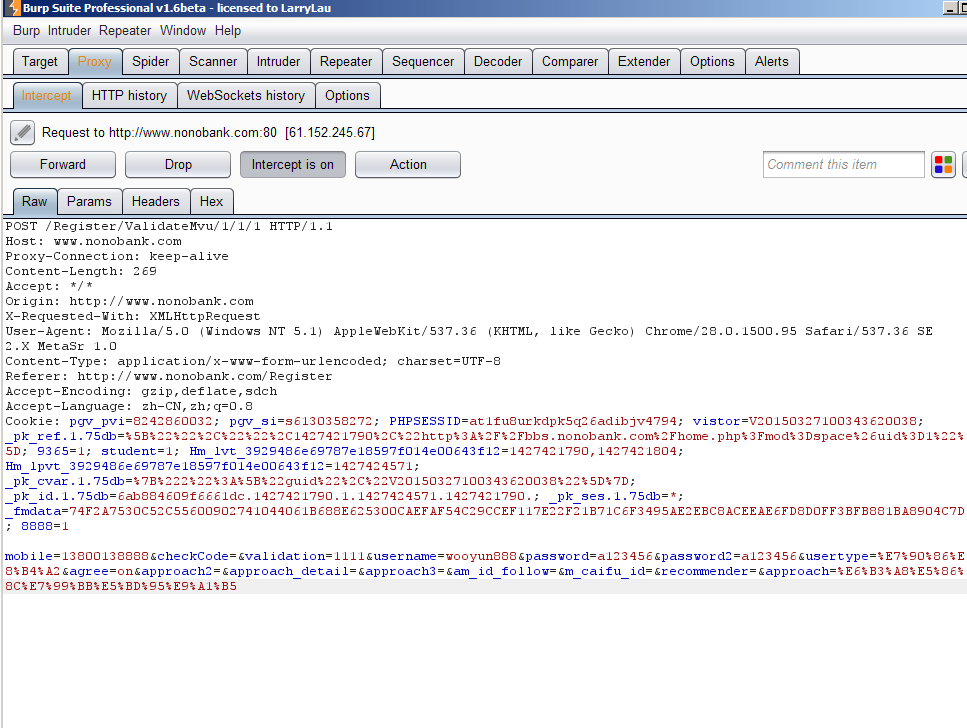 Burp Suite Professional v1.6beta - licensed to LarryLau
Burp Intruder Repeater Window Help
Target Proxy Spider Scanner Intruder Repeater Sequencer Decoder Comparer Extender Options Alerts
Intercept HTTP history WebSockets history Options
Request to http://www.nonobank.com:80 [61.152.245.67]
Forward Drop Intercept is on Action Comment this item
Raw Params Headers Hex
POST /Register/ValidateMvu/1/1/1 HTTP/1.1
Host: www.nonobank.com
Proxy-Connection: keep-alive
Content-Length: 269
Accept: */*
Origin: http://www.nonobank.com
X-Requested-With: XMLHttpRequest
User-Agent: Mozilla/5.0 (Windows NT 5.1) AppleWebKit/537.36 (KHTML, like Gecko) Chrome/28.0.1500.95 Safari/537.36 SE
2.X MetaSr 1.0
Content-Type: application/x-www-form-urlencoded; charset=UTF-8
Referer: http://www.nonobank.com/Register
Accept-Encoding: gzip,deflate,sdch
Accept-Language: zh-CN,zh;q=0.8
Cookie: pgv_pvi=8242860032; pgv_si=s6130358272; PHPSESSID=at1fu8urkdpk5q26adibjv4794; vistor=V2015032710034362003​8;
_pk_ref.1.75db=%5B%22%22%2C%22%22%2C1427421790%2C%22http%3A%2F%2Fbbs.nonobank.com%2Fhome.php%3Fmod%3Dspace%26uid%3D1%22%
5D; 9365=1; student=1; Hm_lvt_3929486e69787e18597f014e00643f12=1427421790,1427421804;
Hm_lpvt_3929486e69787e18597f014e00643f12=1427424571;
_pk_cvar.1.75db=%7B%222%22%3A%5B%22guid%22%2C%22V20150327100343620038%22%5D%7D;
_pk_id.1.75db=6ab884609f6661dc.1427421790.1.1427424571.1427421790.; _pk_ses.1.75db=*;
_fmdata=74F2A7530C52C55600902741044061B688E625300CAEFAF54C29CCEF117E22F21B71C6F3495AE2EBC8ACEEAE6FD8D0FF3BFB881BA8904C7D
; 8888=1
mobile=13800138888&checkCode=&validation=1111&username=wooyun888&password=a123456&password2=a123456&usertype=%E7%90%86%E
8%B4%A2&agree=on&approach2=&approach_detail=&approach3=&am_id_follow=&m_caifu_id=&recommender=&approach=%E6%B3%A8%E5%86%
8C%E7%99%BB%E5%BD%95%E9%A1%B5